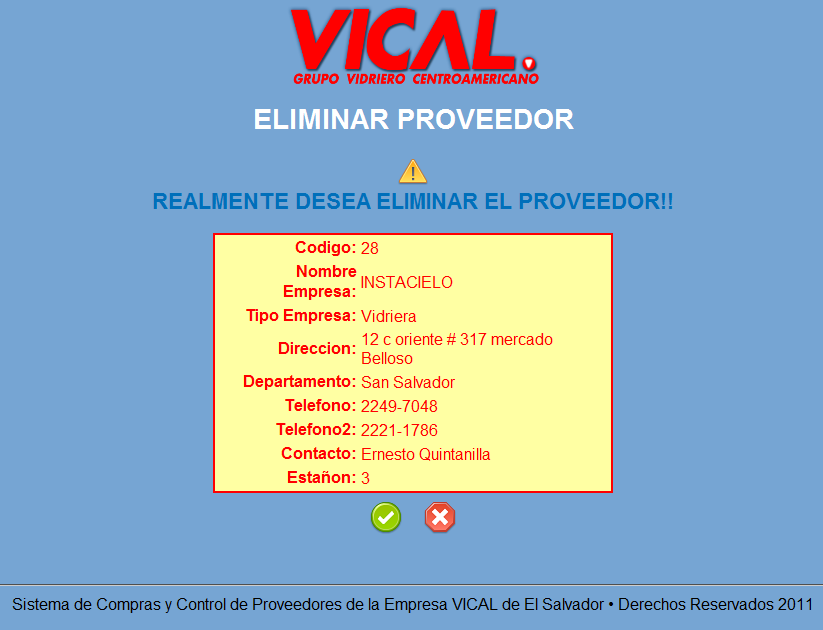 VICAL.
GRUPO VIDRIERO CENTROAMERICANO
ELIMINAR PROVEEDOR
REALMENTE DESEA ELIMINAR EL PROVEEDOR!!
Codigo: 28
Nombre
Empresa: INSTACIELO
Tipo Empresa: Vidriera
Direccion: 12 c oriente # 317 mercado
Belloso
Departamento: San Salvador
Telefono: 2249-7048
Telefono2: 2221-1786
Contacto: Ernesto Quintanilla
Estañon: 3
Sistema de Compras y Control de Proveedores de la Empresa VICAL de El Salvador • Derechos Reservados 2011